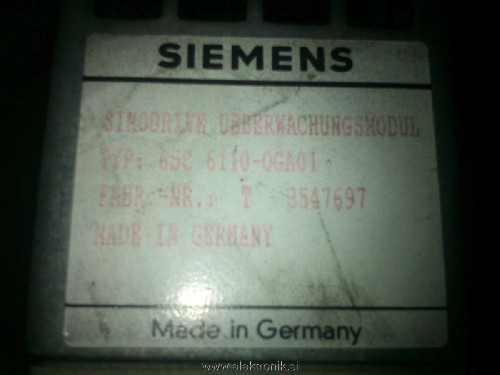 SIEMENS
SIMODRIVE UEBERWACHUNGSMODUL
TYP: 6SC 6110-0GA01
FABR.-NR.: T 3547697
MADE IN GERMANY
Made in Germany
www.elektronik.si